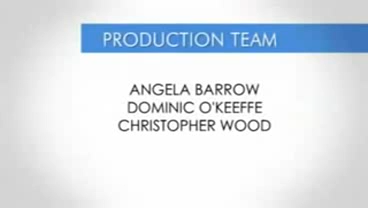 PRODUCTION TEAM
ANGELA BARROW
DOMINIC O'KEEFFE
CHRISTOPHER WOOD